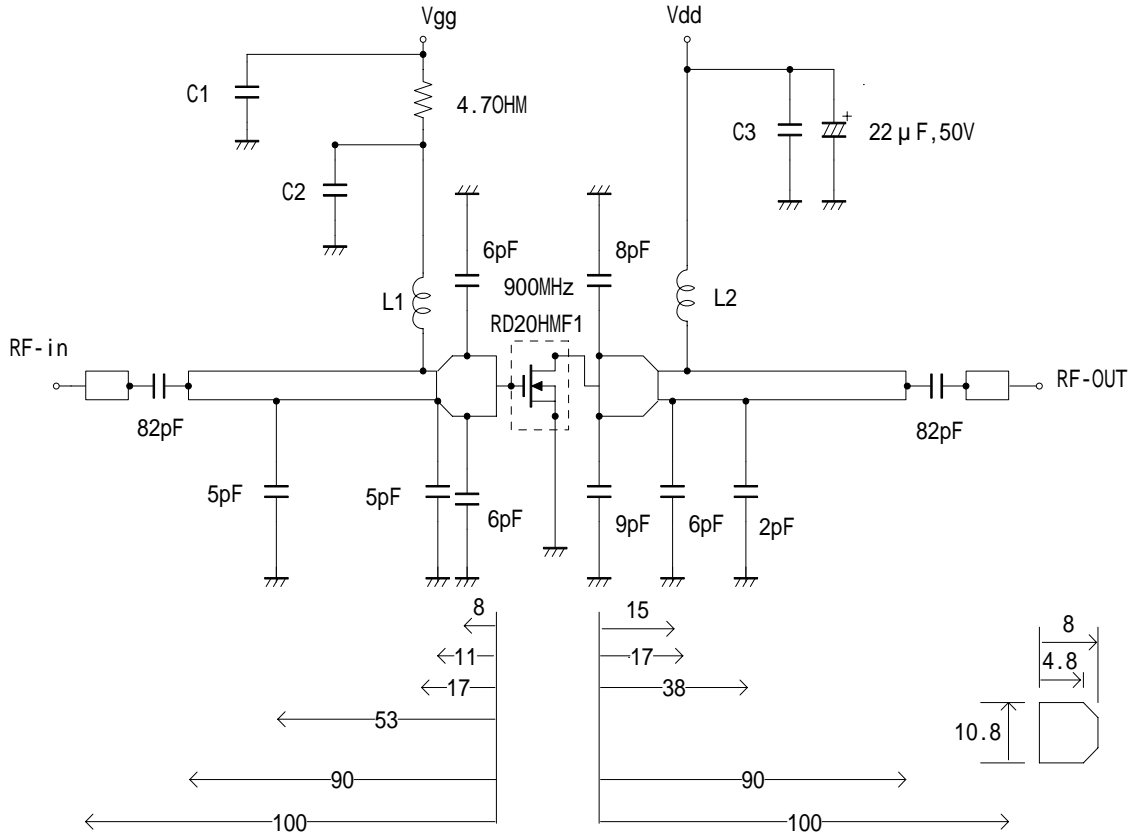 Vgg
Vdd
C1
4.7OHM
C3
+
22μF,50V
C2
6pF
8pF
900MHz
L1
L2
RD20HMF1
RF-in
RF-OUT
82pF
82pF
5pF
5pF
6pF
9pF
6pF
2pF
8
15
11
17
17
38
53
90
90
100
100
8
4.8
10.8